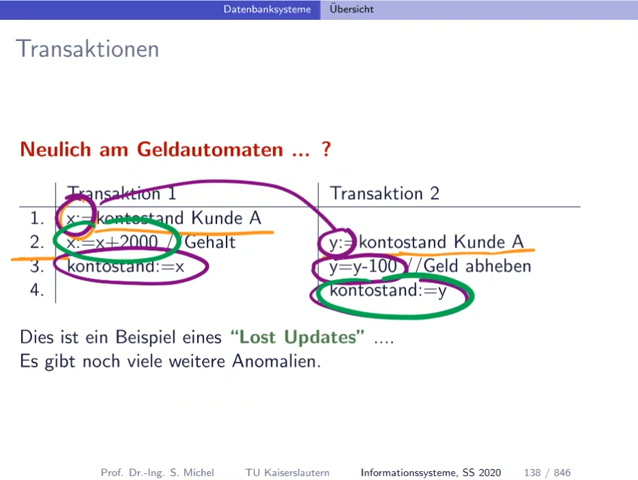 Datenbanksysteme Übersicht
Transaktionen
Neulich am Geldautomaten ... ?
Transaktion 1 Transaktion 2
1. x:=kontostand Kunde A
2. x:=x+2000 //Gehalt y:=kontostand Kunde A
3. kontostand:=x y=y-100 //Geld abheben
4. kontostand:=y
Dies ist ein Beispiel eines “Lost Updates” ....
Es gibt noch viele weitere Anomalien.
Prof. Dr.-Ing. S. Michel TU Kaiserslautern Informationssysteme, SS 2020 138 / 846